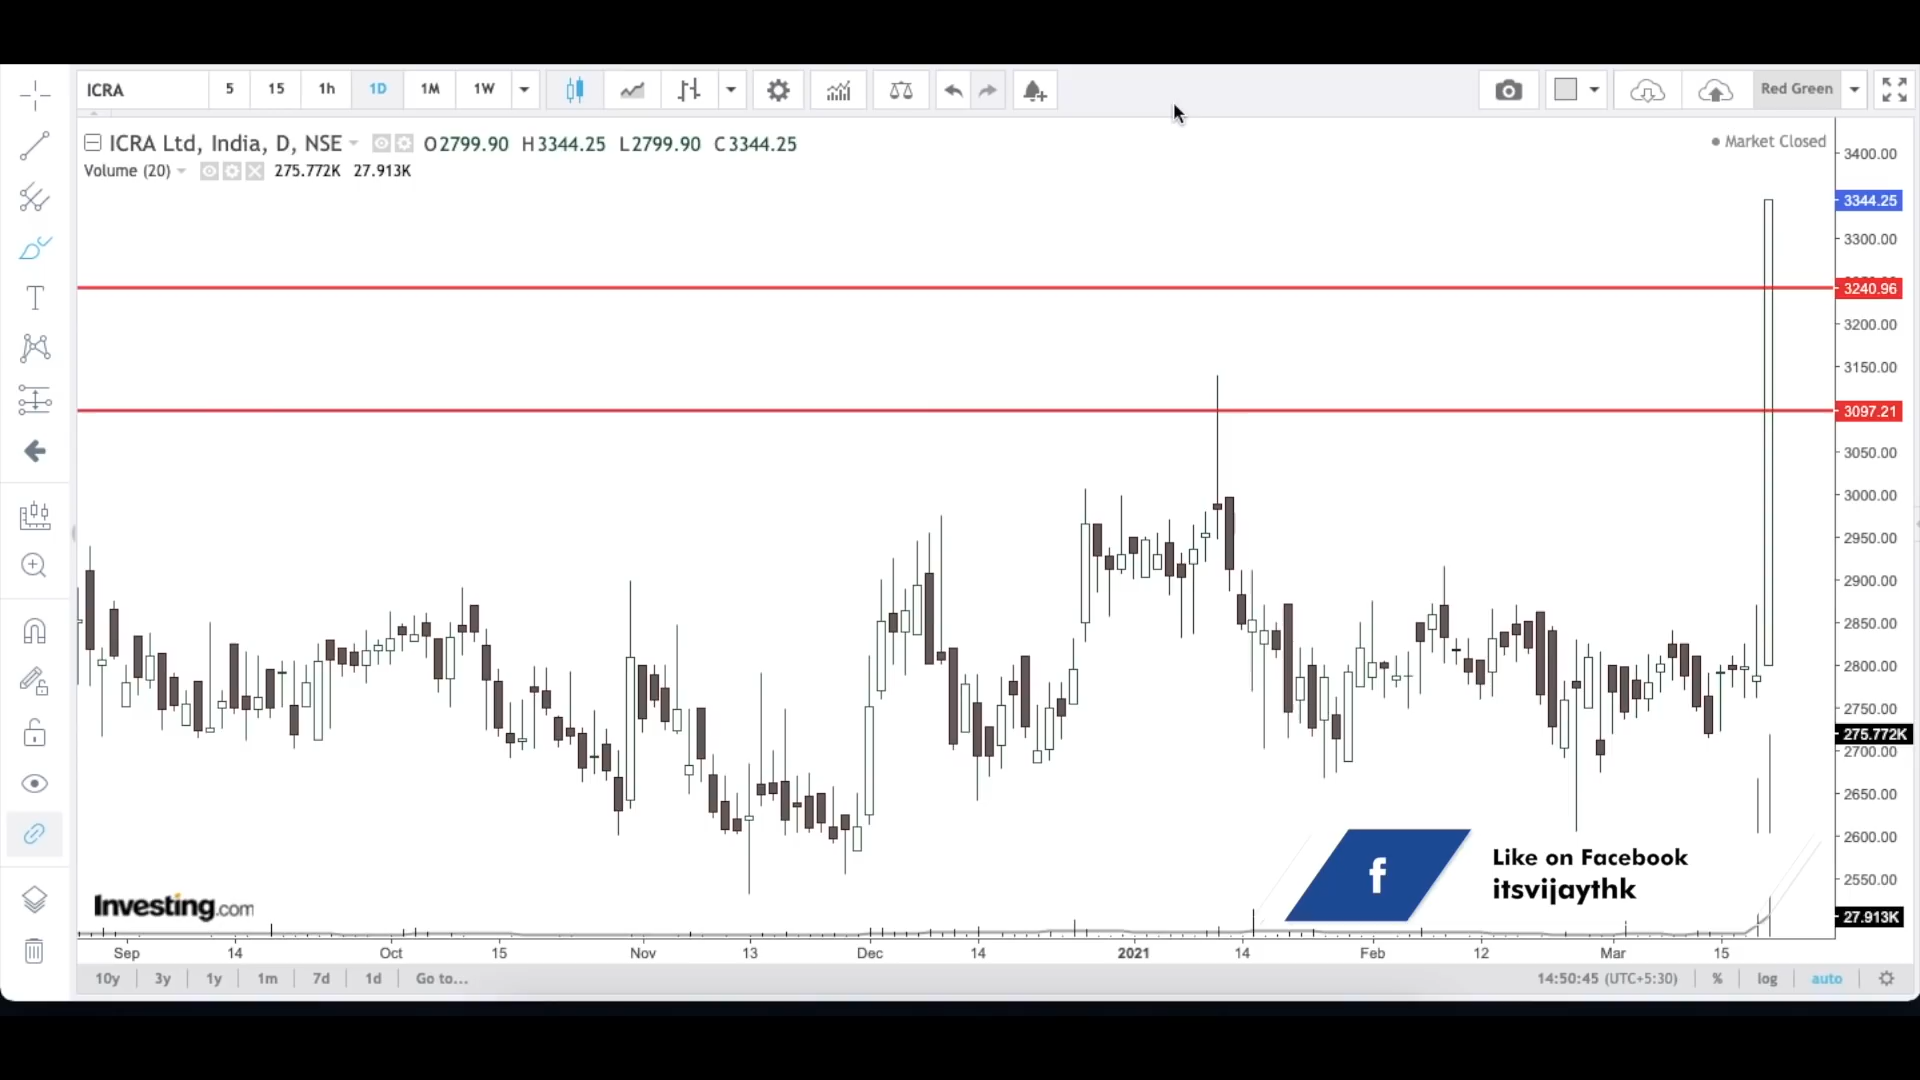 ICRA 5 15 1h 1D 1M 1W Red Green
ICRA Ltd, India, D, NSE O2799.90 H3344.25 L2799.90 C3344.25
Market Closed
Volume (20) 275.772K 27.913K
3400.00
3344.25
3300.00
3240.96
3200.00
3150.00
3097.21
3050.00
3000.00
2950.00
2900.00
2850.00
2800.00
2750.00
275.772K
2700.00
2650.00
2600.00
2550.00
27.913K
f
Like on Facebook
itsvijaythk
Investing.com
Sep 14 Oct 15 Nov 13 Dec 14 2021 14 Feb 12 Mar 15
10y 3y 1y 1m 7d 1d Go to... 14:50:45 (UTC+5:30) % log auto